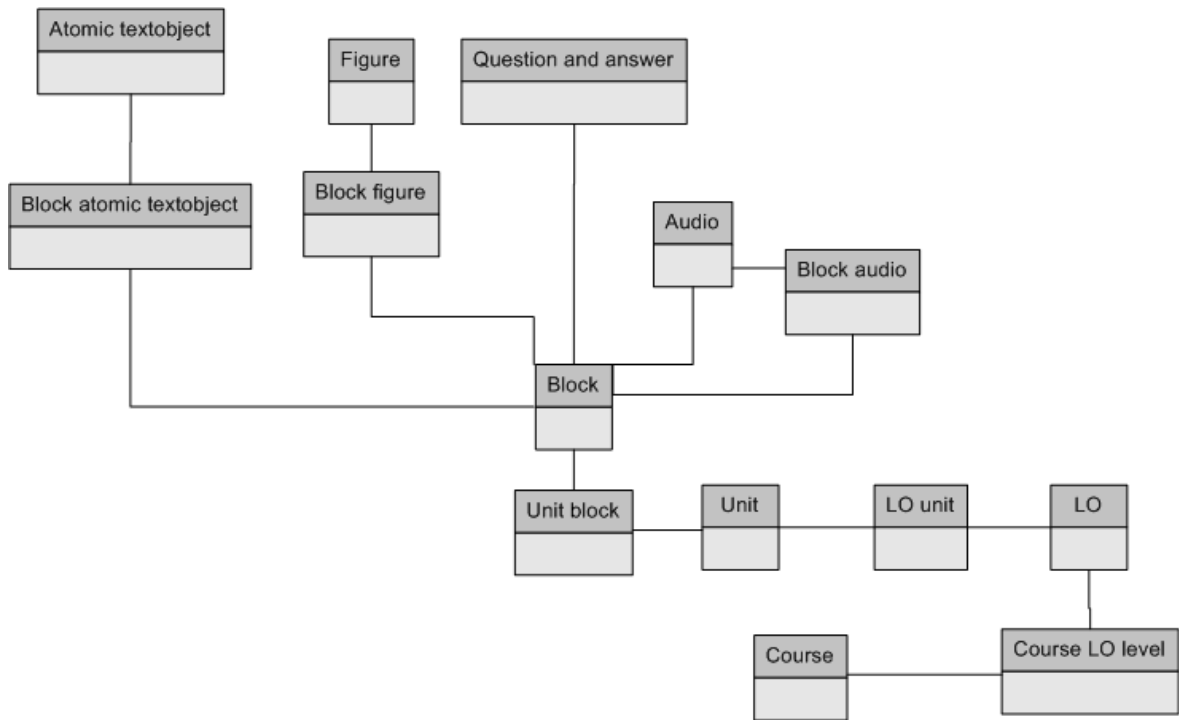 Atomic textobject
Figure
Question and answer
Block atomic textobject
Block figure
Audio
Block audio
Block
Unit block
Unit
LO unit
LO
Course
Course LO level